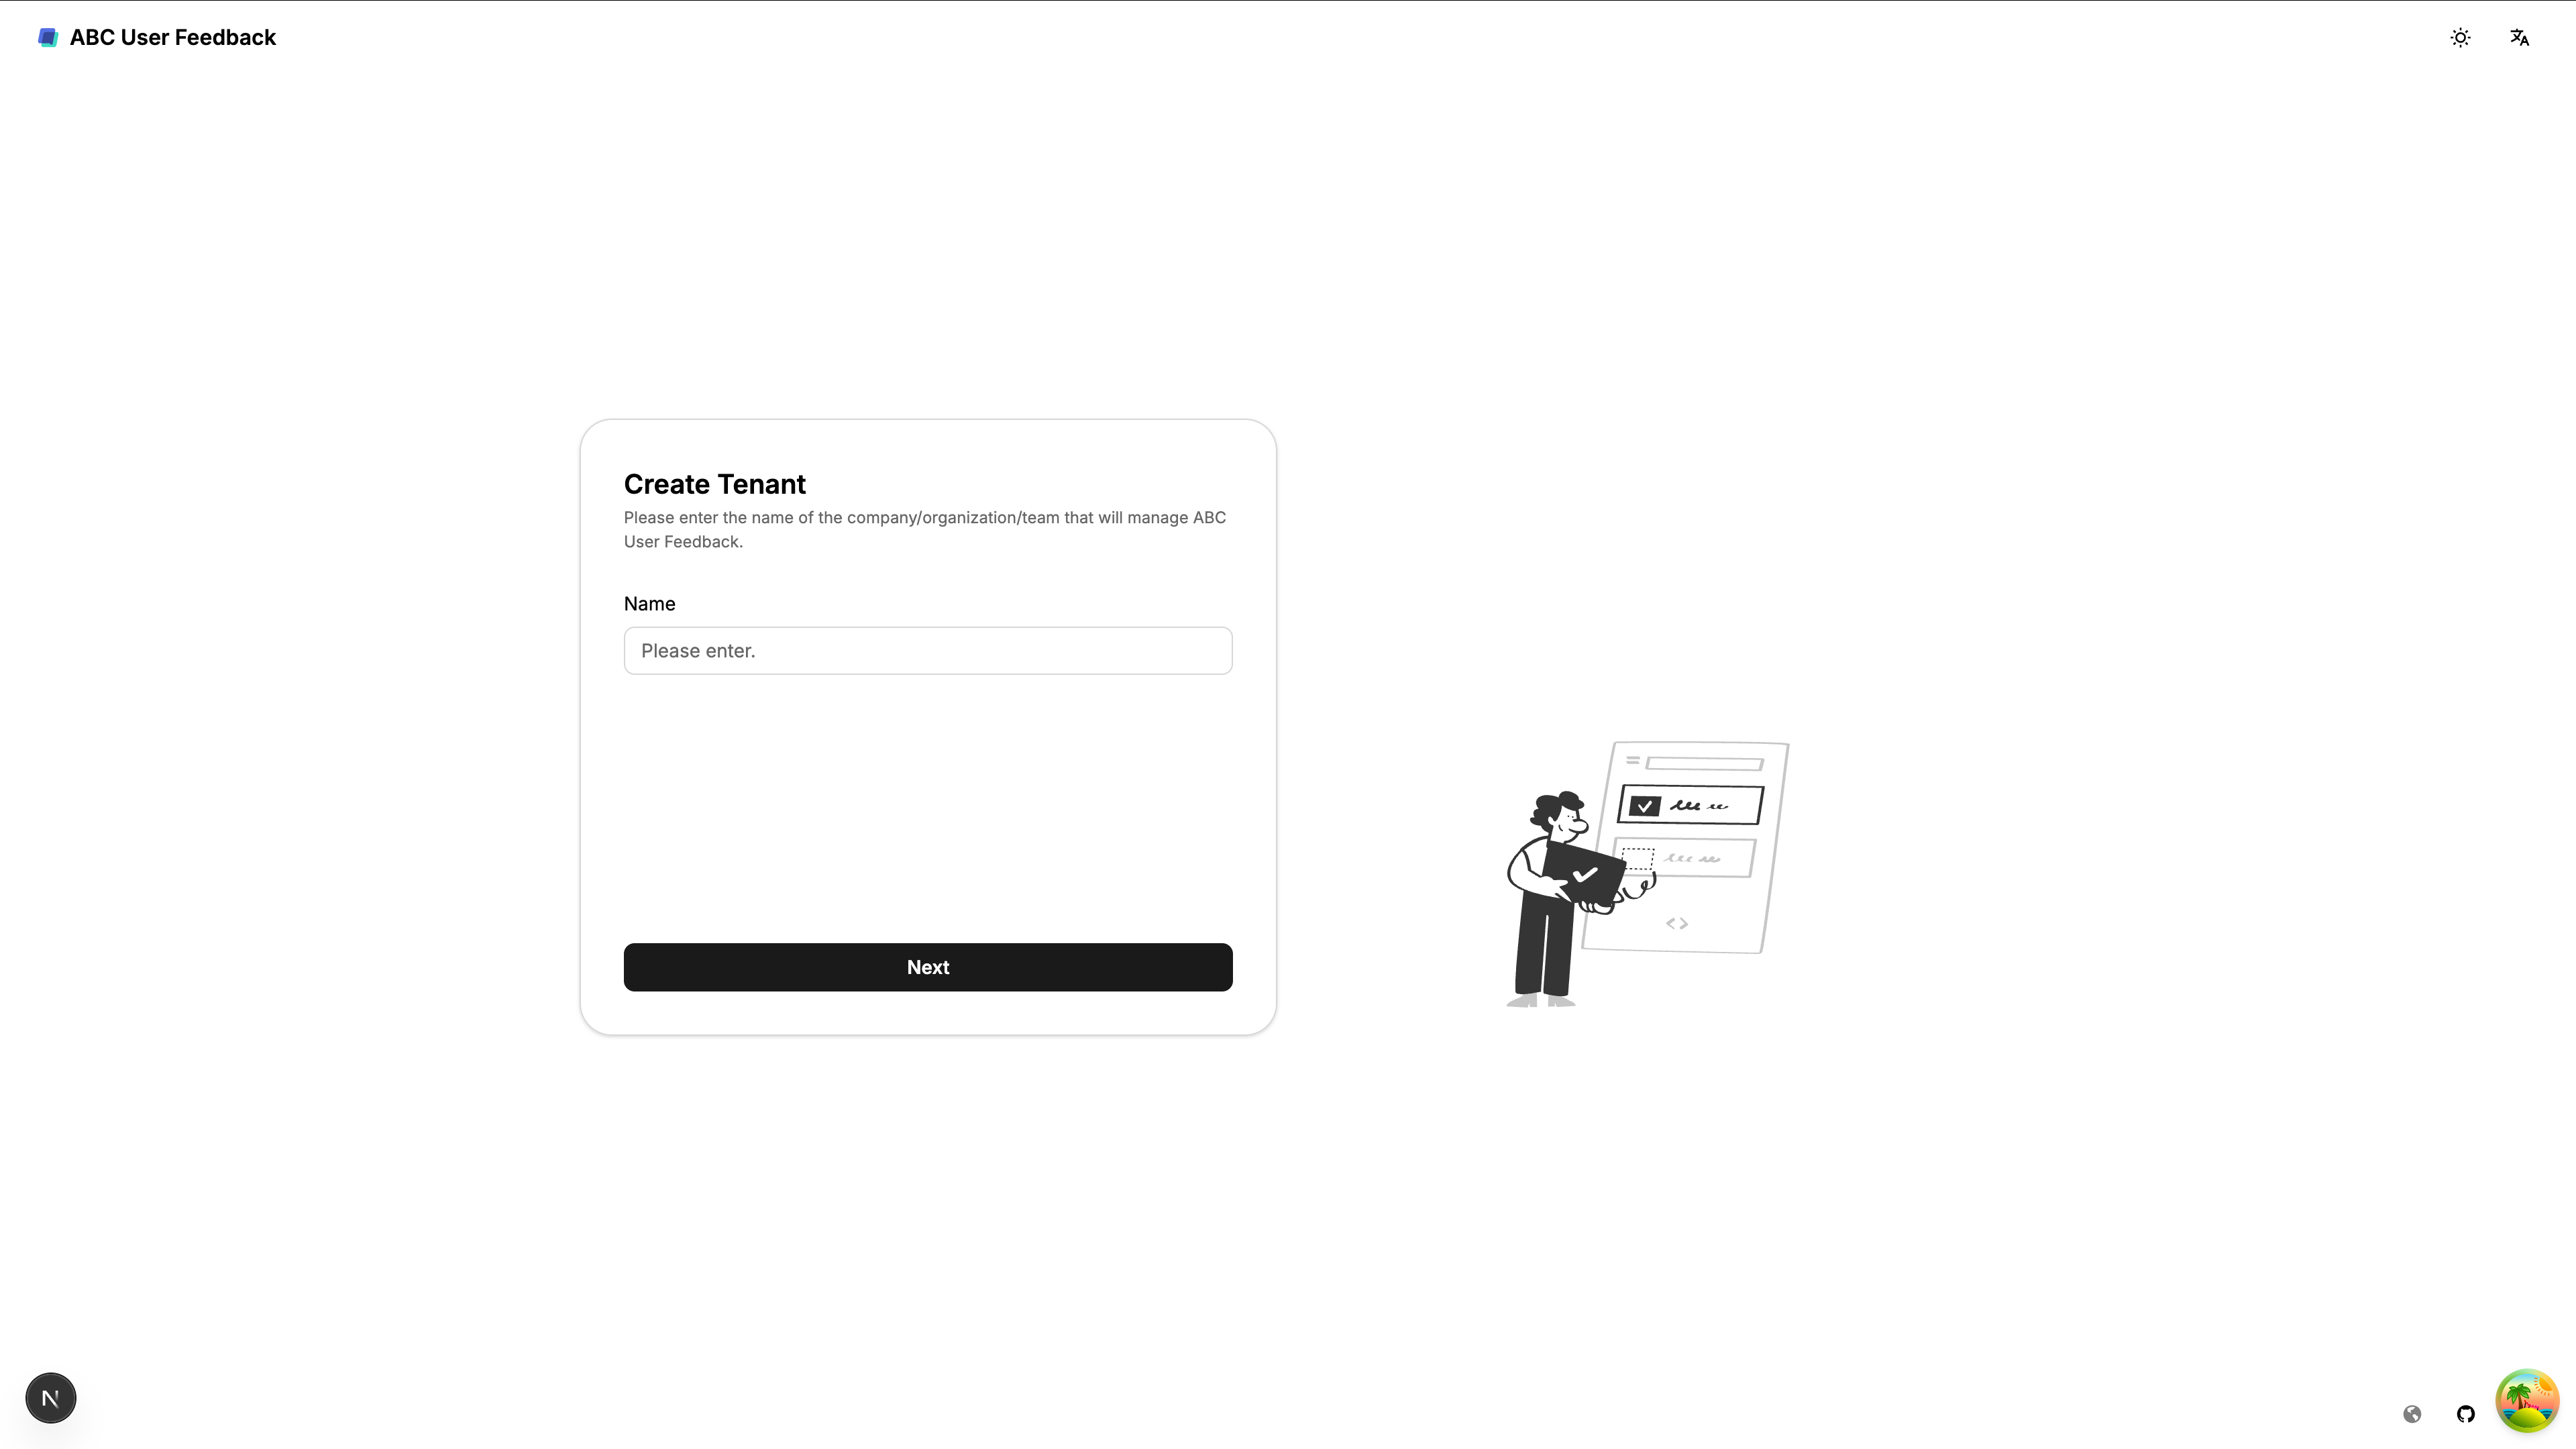 ABC User Feedback
Create Tenant
Please enter the name of the company/organization/team that will manage ABC
User Feedback.
Name
Please enter.
Next
N